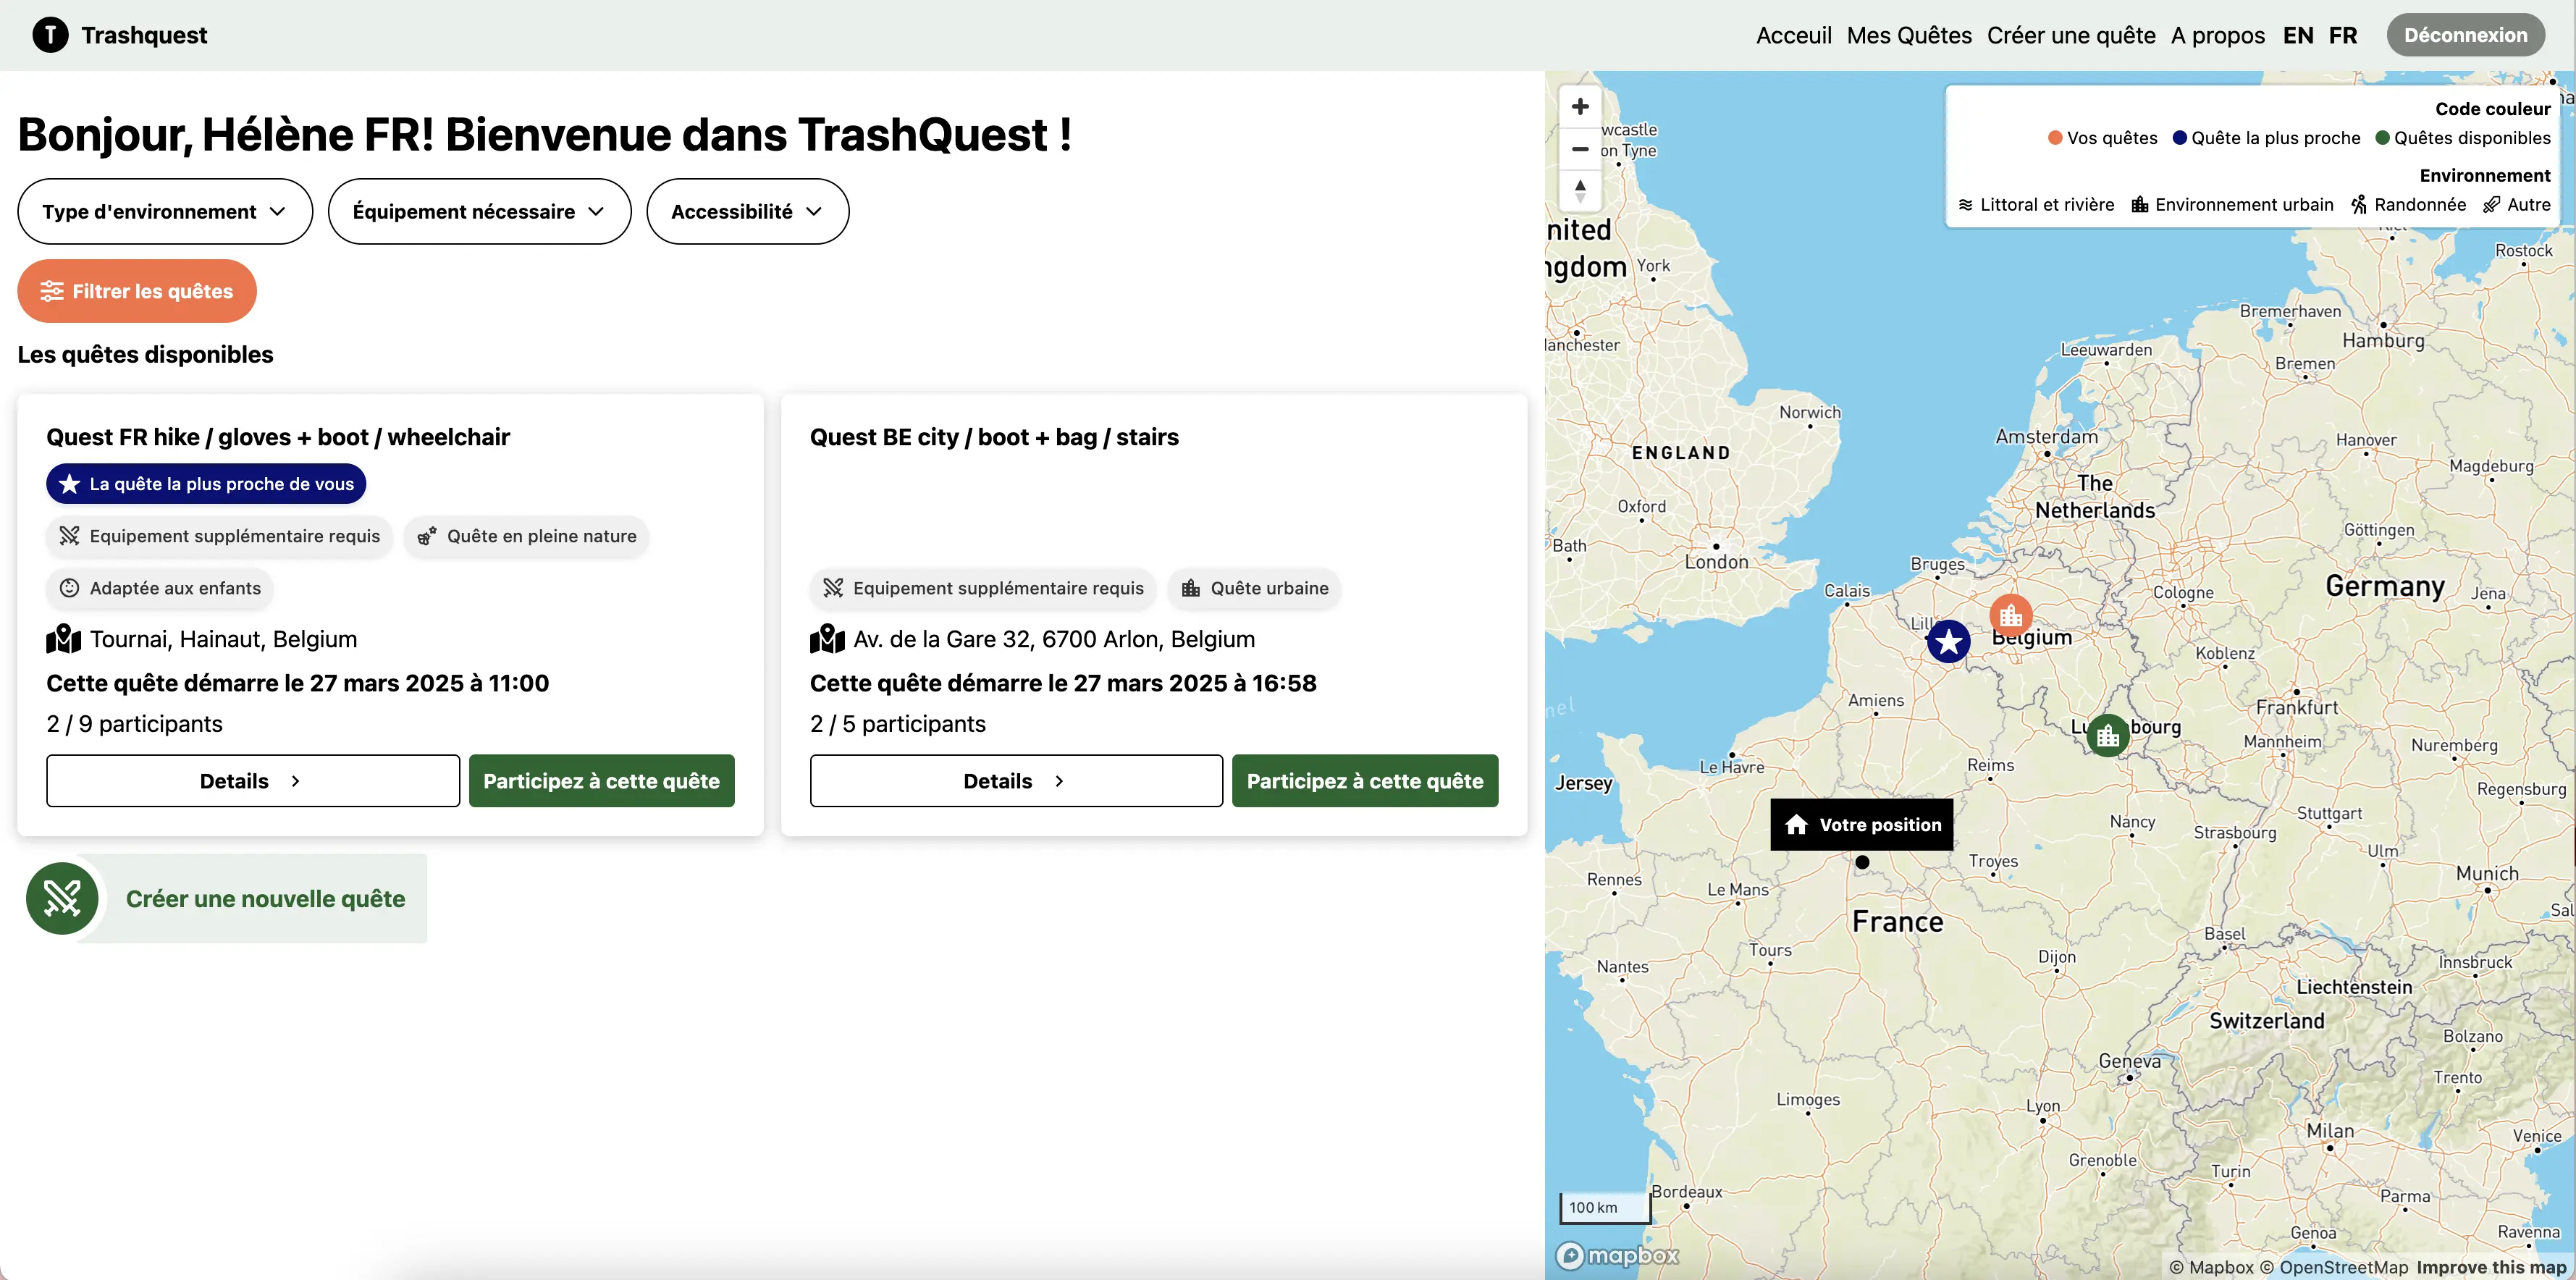 T Trashquest
Acceuil Mes Quêtes Créer une quête A propos EN FR Déconnexion
Bonjour, Hélène FR! Bienvenue dans TrashQuest !
Type d'environnement
Équipement nécessaire
Accessibilité
Filtrer les quêtes
Les quêtes disponibles
Quest FR hike / gloves + boot / wheelchair
La quête la plus proche de vous
Equipement supplémentaire requis
Quête en pleine nature
Adaptée aux enfants
Tournai, Hainaut, Belgium
Cette quête démarre le 27 mars 2025 à 11:00
2 / 9 participants
Details
Participez à cette quête
Quest BE city / boot + bag / stairs
Equipement supplémentaire requis
Quête urbaine
Av. de la Gare 32, 6700 Arlon, Belgium
Cette quête démarre le 27 mars 2025 à 16:58
2 / 5 participants
Details
Participez à cette quête
Créer une nouvelle quête
Code couleur
Vos quêtes Quête la plus proche Quêtes disponibles
Environnement
Littoral et rivière Environnement urbain Randonnée Autre
wcastle
on Tyne
nited
ngdom
York
Rostock
Bremerhaven
Hamburg
anchester
Leeuwarden
Bremen
Norwich
Amsterdam
Hanover
ENGLAND
Magdeburg
The
Netherlands
Oxford
Göttingen
Bath
London
Bruges
Germany
Calais
Cologne
Jena
Lill
Belgium
Koblenz
Amiens
Frankfurt
Lu bourg
Mannheim
Nuremberg
Le Havre
Reims
Jersey
Regensburg
Stuttgart
Votre position
Nancy
Strasbourg
Troyes
Ulm
Rennes
Le Mans
Munich
France
Sal
Basel
Tours
Dijon
Nantes
Innsbruck
Liechtenstein
Switzerland
Bolzano
Geneva
Trento
Limoges
Lyon
Milan
Venice
Grenoble
Turin
Bordeaux
Parma
100 km
Genoa
Ravenna
mapbox
© Mapbox © OpenStreetMap Improve this map